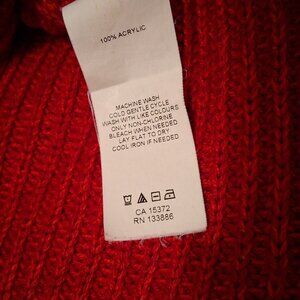 100% ACRYLIC
MACHINE WASH
COLD GENTLE CYCLE
WASH WITH LIKE COLOURS
ONLY NON-CHLORINE
BLEACH WHEN NEEDED
LAY FLAT TO DRY
COOL IRON IF NEEDED
CA 15372
RN 133886